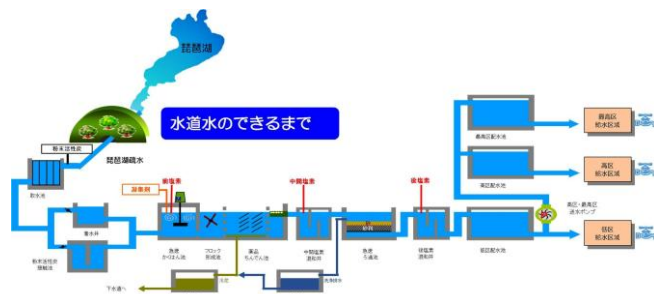 琵琶湖
水道水のできるまで
粉末活性炭
琵琶湖疏水
取水池
着水井
粉末活性炭
接触池
凝集剤
前塩素
急速
かくはん池
フロック
形成池
薬品
ちんでん池
中間塩素
中間塩素
混和池
急速
ろ過池
後塩素
後塩素
混和池
最高区配水池
高区配水池
低区配水池
高区・最高区
送水ポンプ
最高区
給水区域
高区
給水区域
低区
給水区域
下水道へ